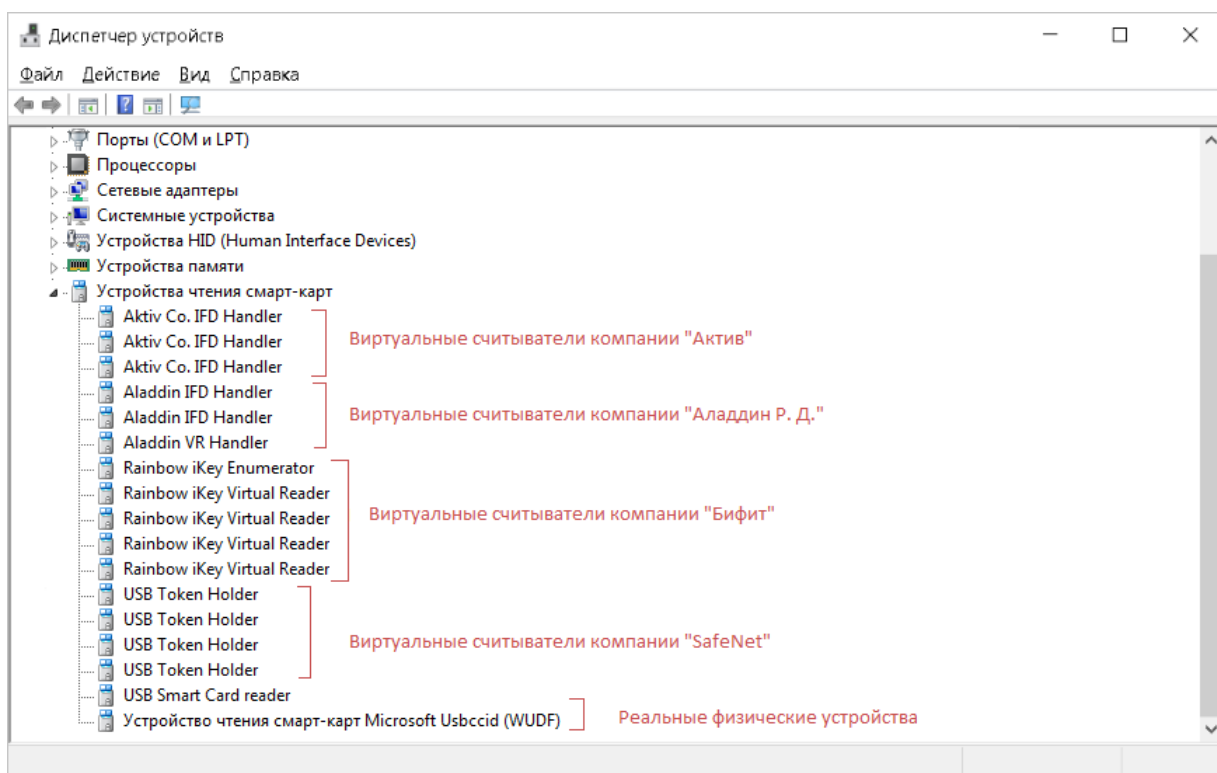 Диспетчер устройств
Файл Действие Вид Справка
Порты (COM и LPT)
Процессоры
Сетевые адаптеры
Системные устройства
Устройства HID (Human Interface Devices)
Устройства памяти
Устройства чтения смарт-карт
Aktiv Co. IFD Handler
Aktiv Co. IFD Handler Виртуальные считыватели компании "Актив"
Aktiv Co. IFD Handler
Aladdin IFD Handler
Aladdin IFD Handler Виртуальные считыватели компании "Аладдин Р. Д."
Aladdin VR Handler
Rainbow iKey Enumerator
Rainbow iKey Virtual Reader
Rainbow iKey Virtual Reader Виртуальные считыватели компании "Бифит"
Rainbow iKey Virtual Reader
Rainbow iKey Virtual Reader
USB Token Holder
USB Token Holder
USB Token Holder Виртуальные считыватели компании "SafeNet"
USB Token Holder
USB Smart Card reader
Устройство чтения смарт-карт Microsoft Usbccid (WUDF) Реальные физические устройства